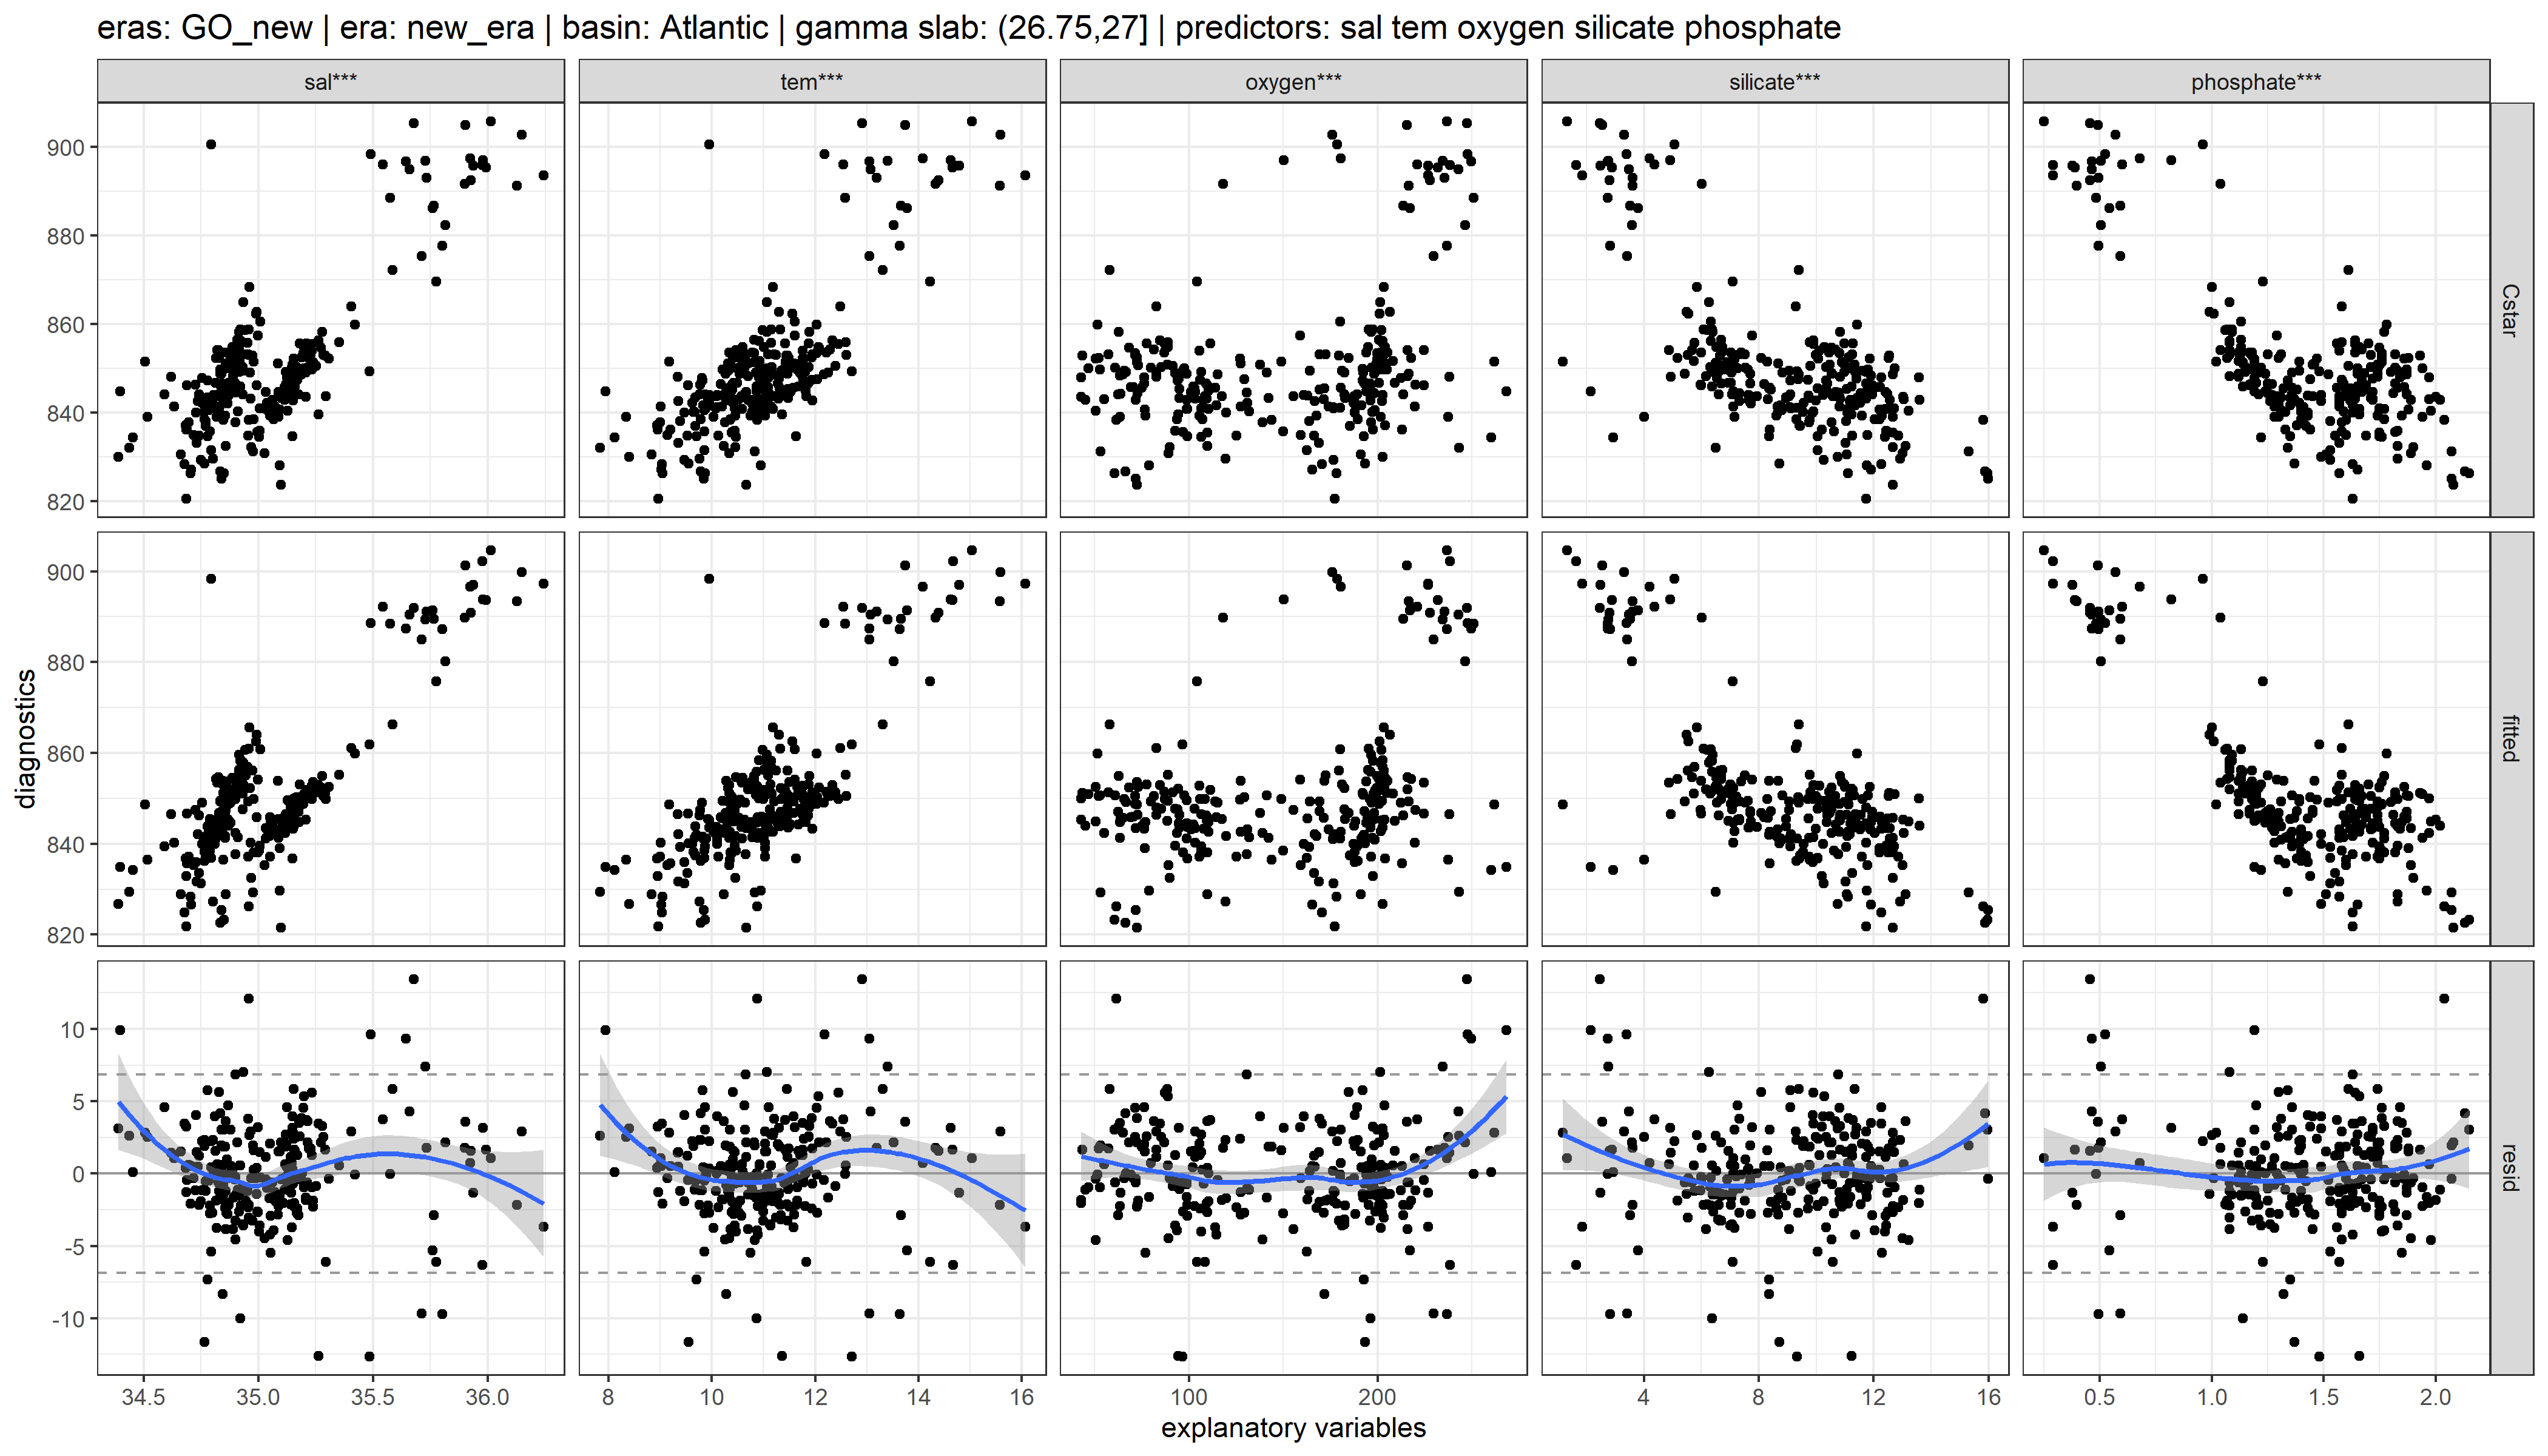 eras: GO_new | era: new_era | basin: Atlantic | gamma slab: (26.75,27] | predictors: sal tem oxygen silicate phosphate
sal*** tem*** oxygen*** silicate*** phosphate***
900
880
860
840
820
Cstar
900
880
860
840
820
fitted
diagnostics
10
5
0
-5
-10
resid
34.5 35.0 35.5 36.0 8 10 12 14 16 100 200 4 8 12 16 0.5 1.0 1.5 2.0
explanatory variables